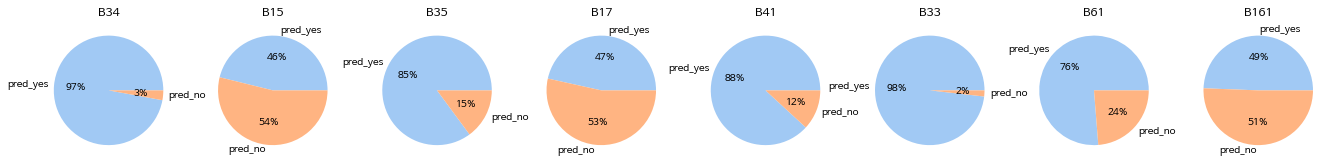 B34
pred_yes
97%
3%
pred_no
B15
pred_yes
46%
54%
pred_no
B35
pred_yes
85%
15%
pred_no
B17
pred_yes
47%
53%
pred_no
B41
pred_yes
88%
12%
pred_no
B33
pred_yes
98%
2%
pred_no
B61
pred_yes
76%
24%
pred_no
B161
pred_yes
49%
51%
pred_no